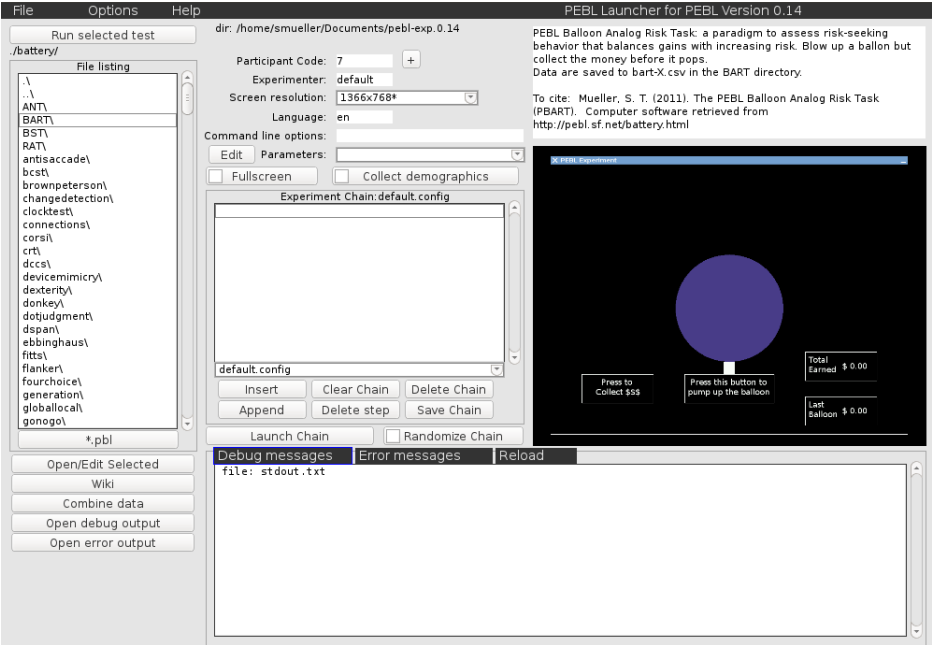 File Options Help PEBL Launcher for PEBL Version 0.14
Run selected test
./battery/
File listing
.\
..\
ANT\
BART\
BST\
RAT\
antisaccade\
bcst\
brownpeterson\
changedetection\
clocktest\
connections\
corsi\
crt\
dccs\
devicemimicry\
dexterity\
donkey\
dotjudgment\
dspan\
ebbinghaus\
fitts\
flanker\
fourchoice\
generation\
globallocal\
gonogo\
*.pbl
Open/Edit Selected
Wiki
Combine data
Open debug output
Open error output
dir: /home/smueller/Documents/pebl-exp.0.14
Participant Code: 7 +
Experimenter: default
Screen resolution: 1366x768*
Language: en
Command line options:
Edit Parameters:
Fullscreen Collect demographics
Experiment Chain:default.config
default.config
Insert Clear Chain Delete Chain
Append Delete step Save Chain
Launch Chain Randomize Chain
PEBL Balloon Analog Risk Task: a paradigm to assess risk-seeking
behavior that balances gains with increasing risk. Blow up a ballon but
collect the money before it pops.
Data are saved to bart-X.csv in the BART directory.
To cite: Mueller, S. T. (2011). The PEBL Balloon Analog Risk Task
(PBART). Computer software retrieved from
http://pebl.sf.net/battery.html
X PEBL Experiment
Press to
Collect $$$
Press this button to
pump up the balloon
Total
Earned $ 0.00
Last
Balloon $ 0.00
Debug messages Error messages Reload
file: stdout.txt